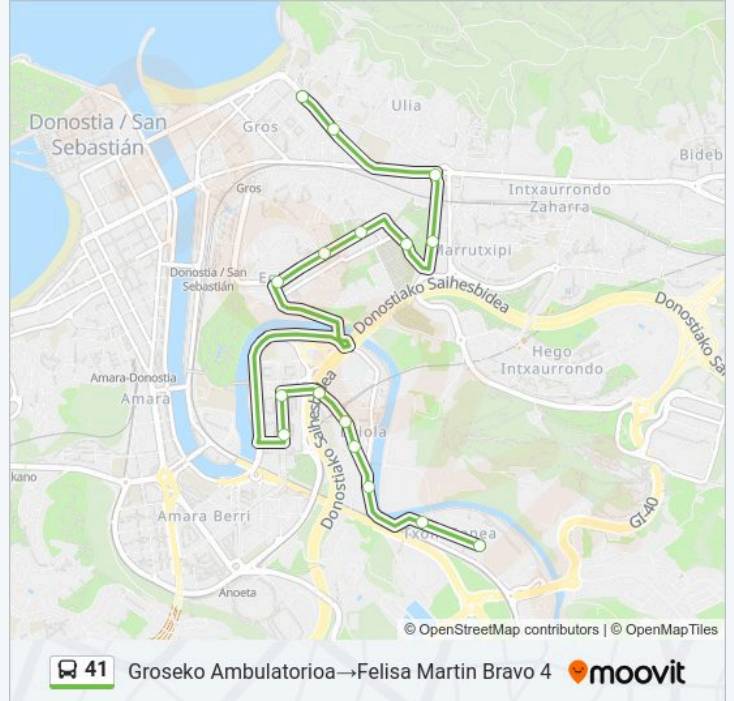 Ulia
Donostia / San
Sebastián
Gros
Bideb
Intxaurrondo
Zaharra
Gros
Marrutxipi
Donostia / San
Sebastián
Donostiako Saihesbidea
Donostiako Sai
Hego
Intxaurrondo
Amara-Donostia
Amara
Donostiako Saihesbidea
kano
GI-40
Amara Berri
Anoeta
© OpenStreetMap contributors | © OpenMapTiles
41 Groseko Ambulatorioa→Felisa Martin Bravo 4 moovit